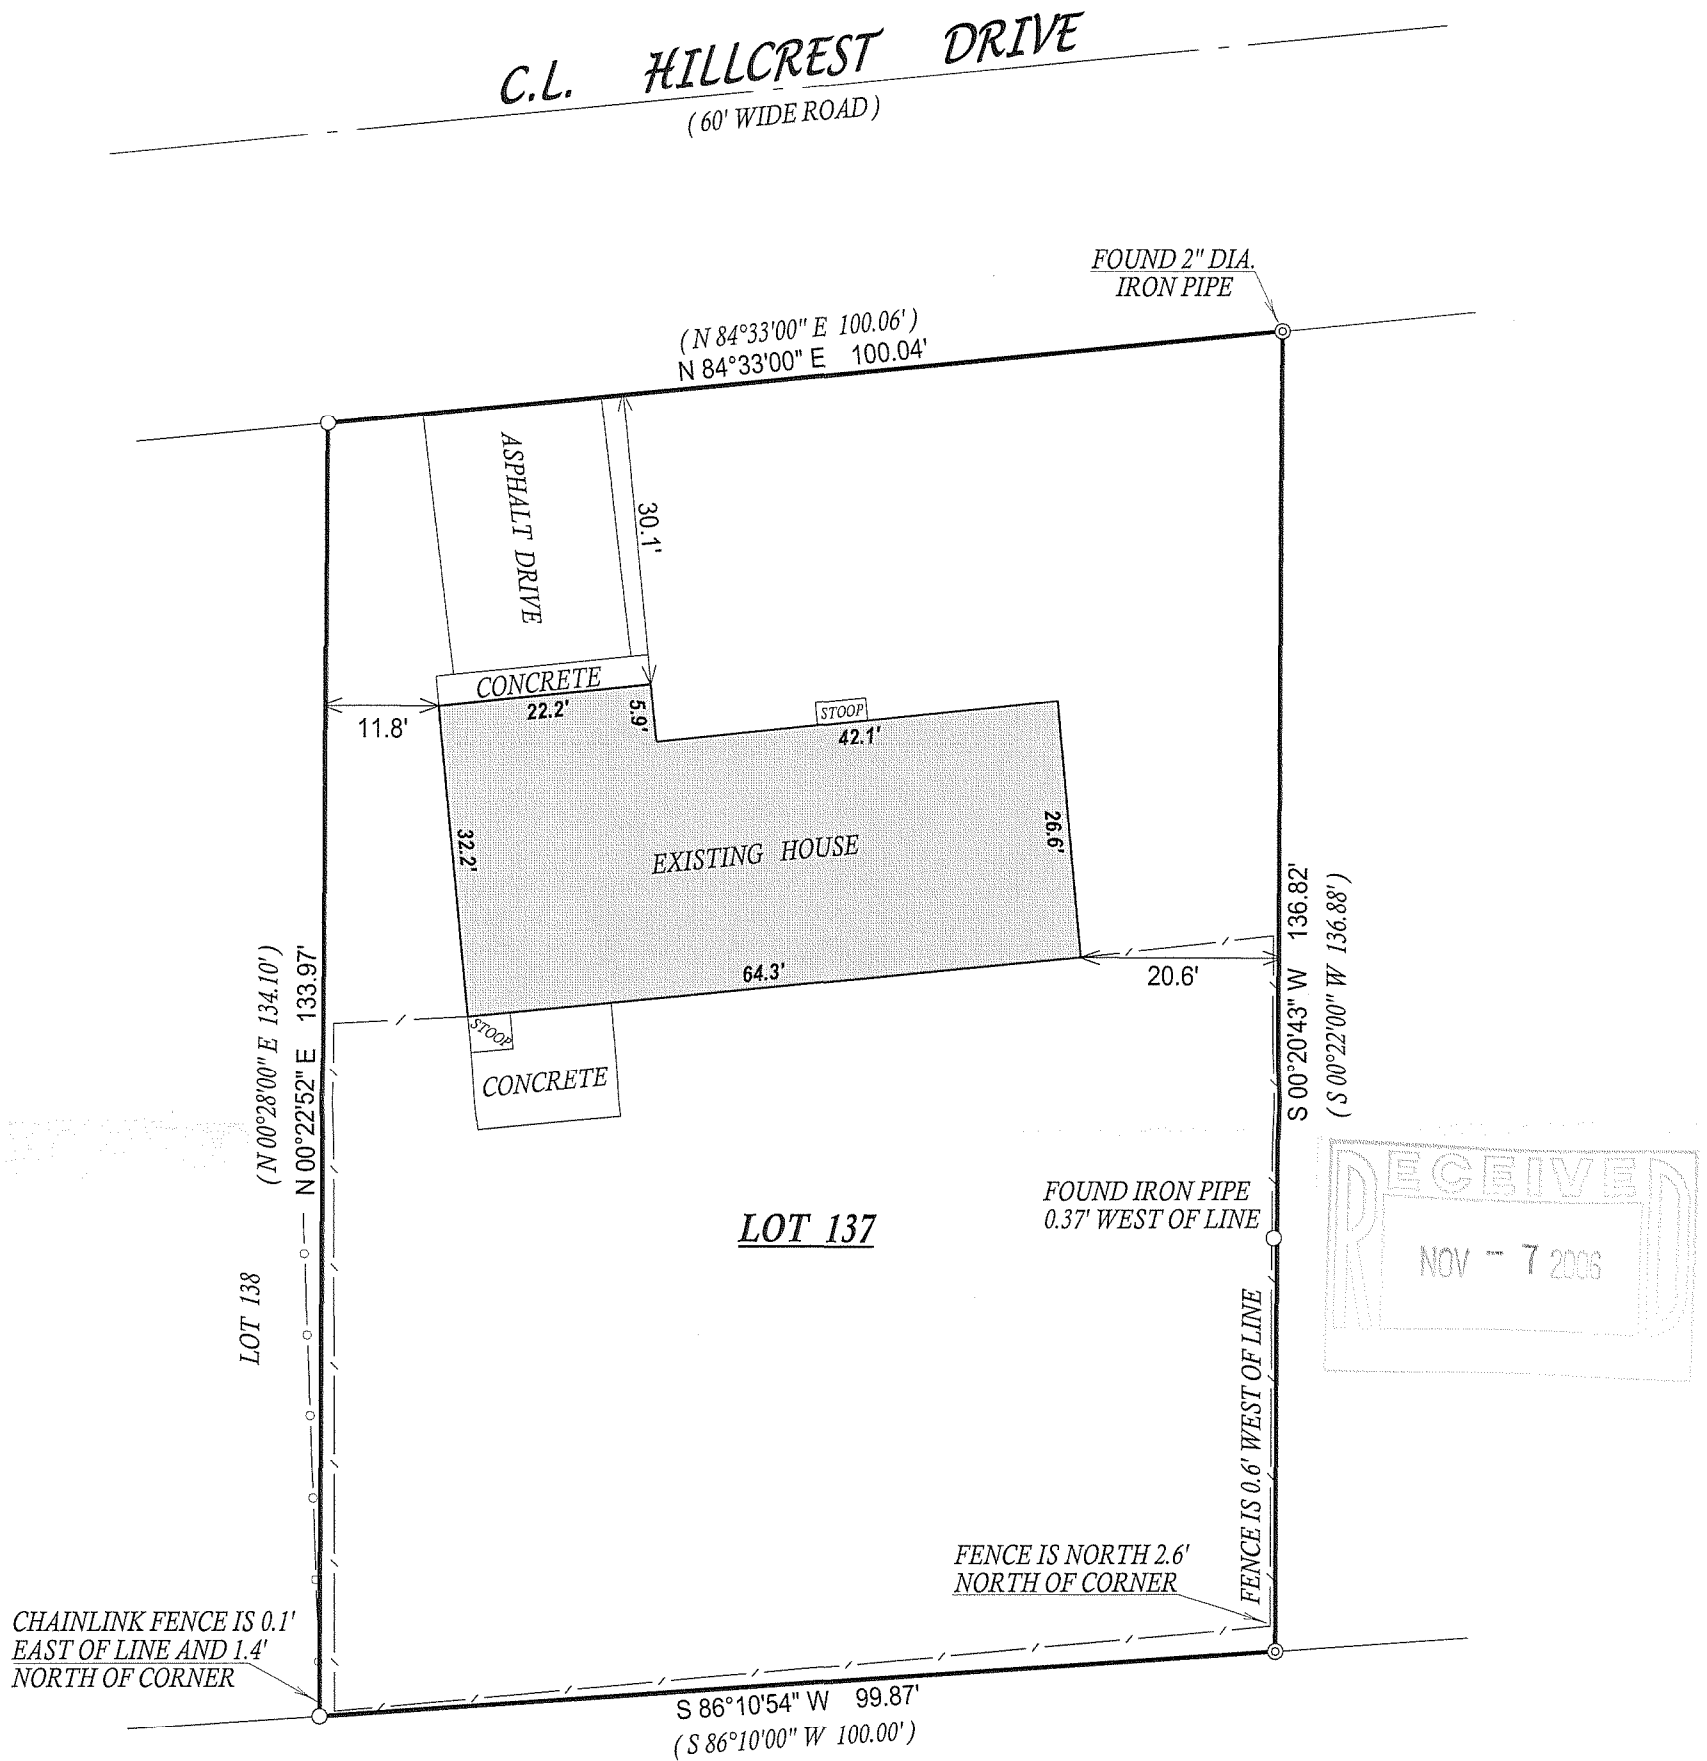 C.L. HILLCREST DRIVE
( 60' WIDE ROAD )
FOUND 2" DIA.
IRON PIPE
( N 84°33'00" E 100.06' )
N 84°33'00" E 100.04'
ASPHALT DRIVE
30.1'
CONCRETE
22.2'
5.9'
STOOP
42.1'
11.8'
32.2'
EXISTING HOUSE
26.6'
64.3'
20.6'
STOOP
CONCRETE
( N 00°28'00" E 134.10' )
N 00°22'52" E 133.97'
S 00°20'43" W 136.82'
( S 00°22'00" W 136.88' )
LOT 137
FOUND IRON PIPE
0.37' WEST OF LINE
RECEIVED
NOV - 7 2006
LOT 138
FENCE IS 0.6' WEST OF LINE
FENCE IS NORTH 2.6'
NORTH OF CORNER
CHAINLINK FENCE IS 0.1'
EAST OF LINE AND 1.4'
NORTH OF CORNER
S 86°10'54" W 99.87'
( S 86°10'00" W 100.00' )